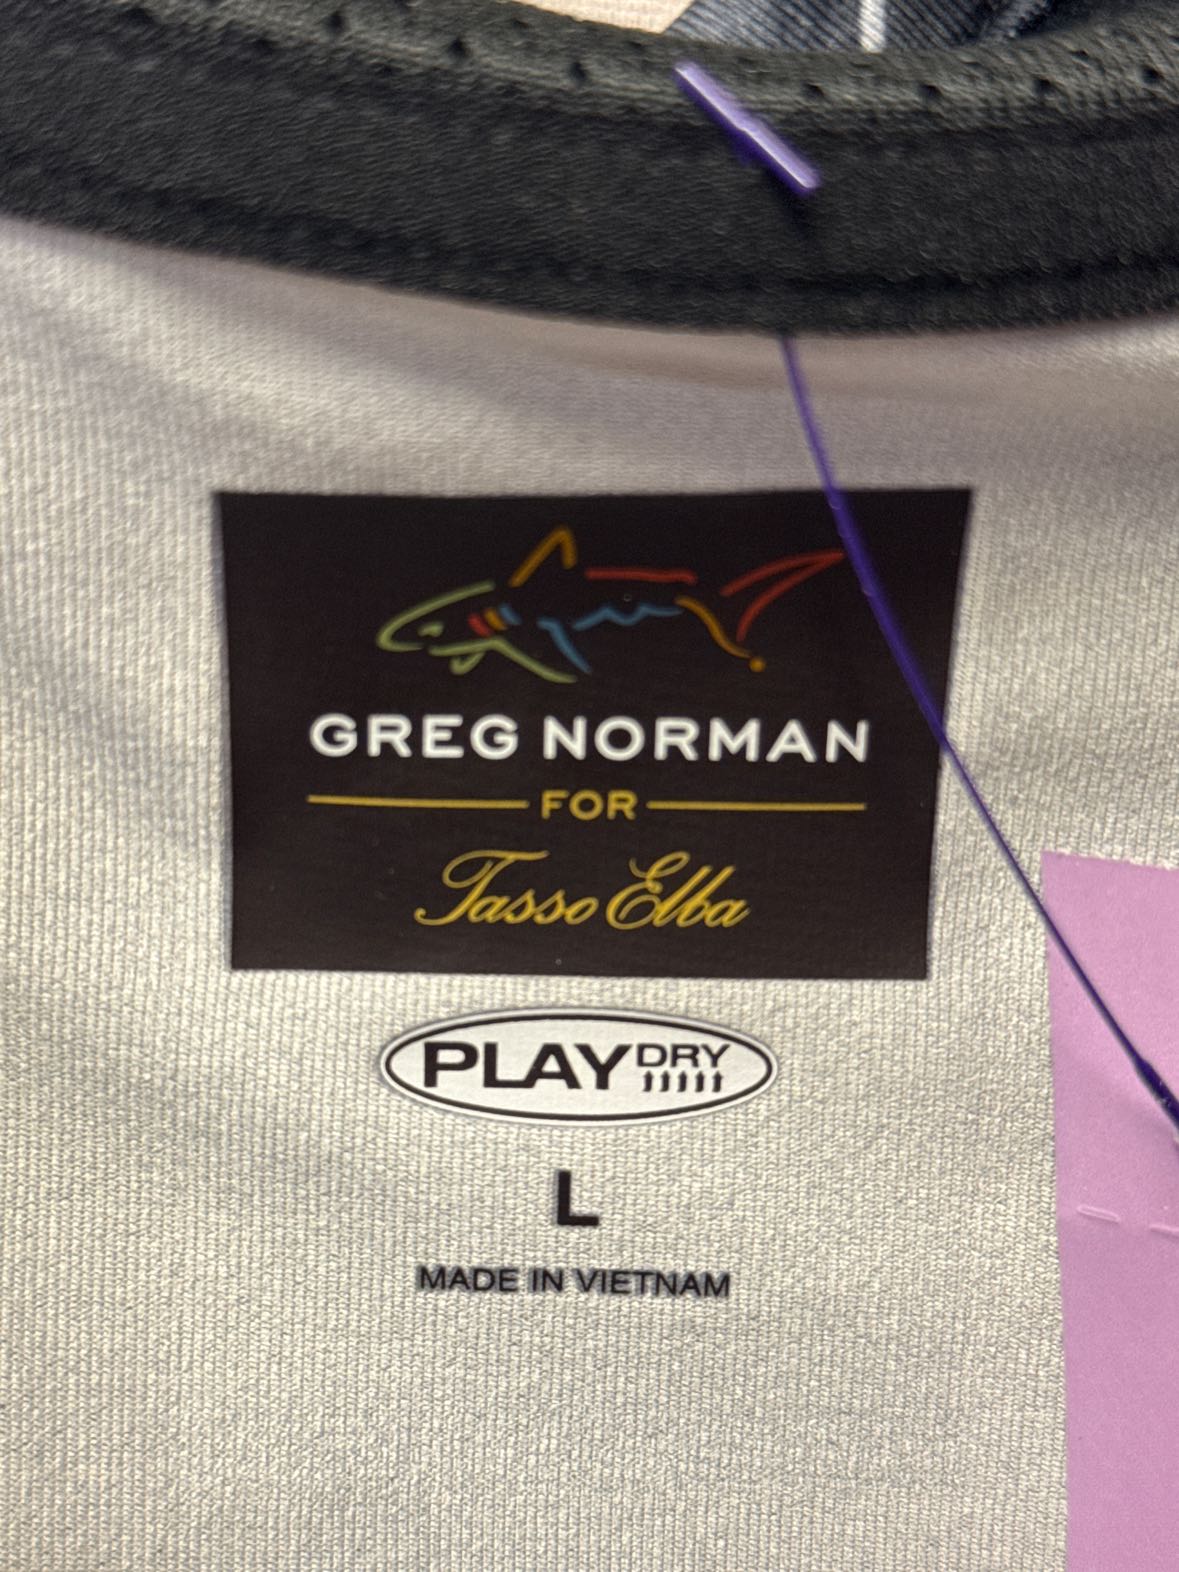 GREG NORMAN
FOR
Tasso Elba
PLAY DRY
L
MADE IN VIETNAM